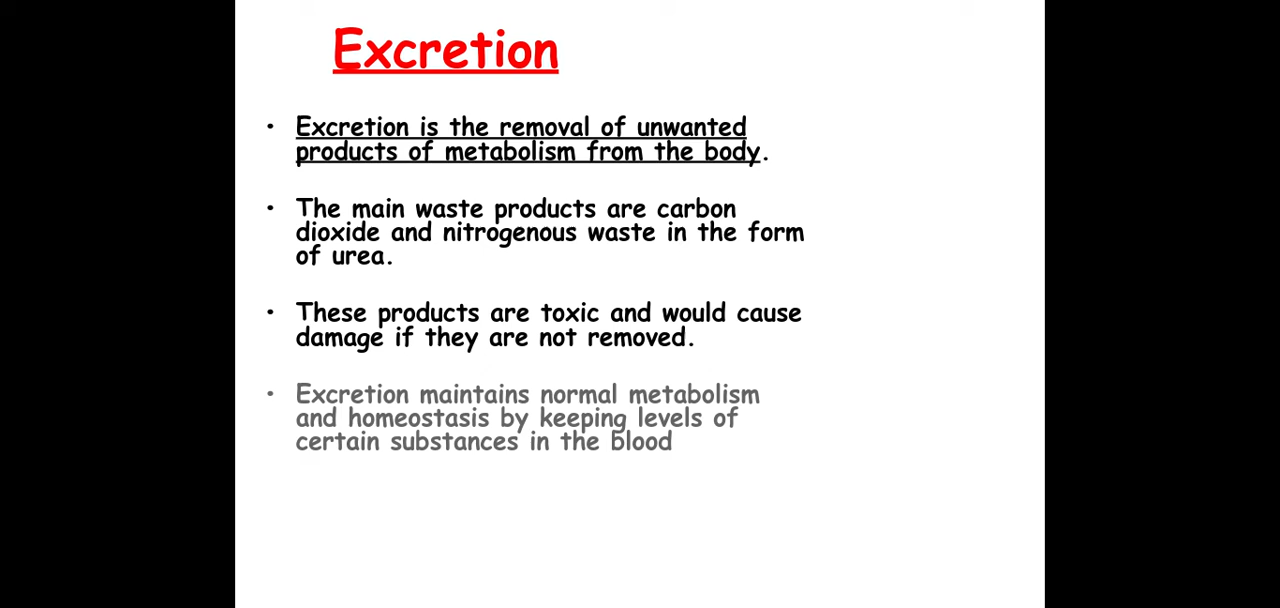 Excretion
• Excretion is the removal of unwanted
products of metabolism from the body.
• The main waste products are carbon
dioxide and nitrogenous waste in the form
of urea.
• These products are toxic and would cause
damage if they are not removed.
• Excretion maintains normal metabolism
and homeostasis by keeping levels of
certain substances in the blood